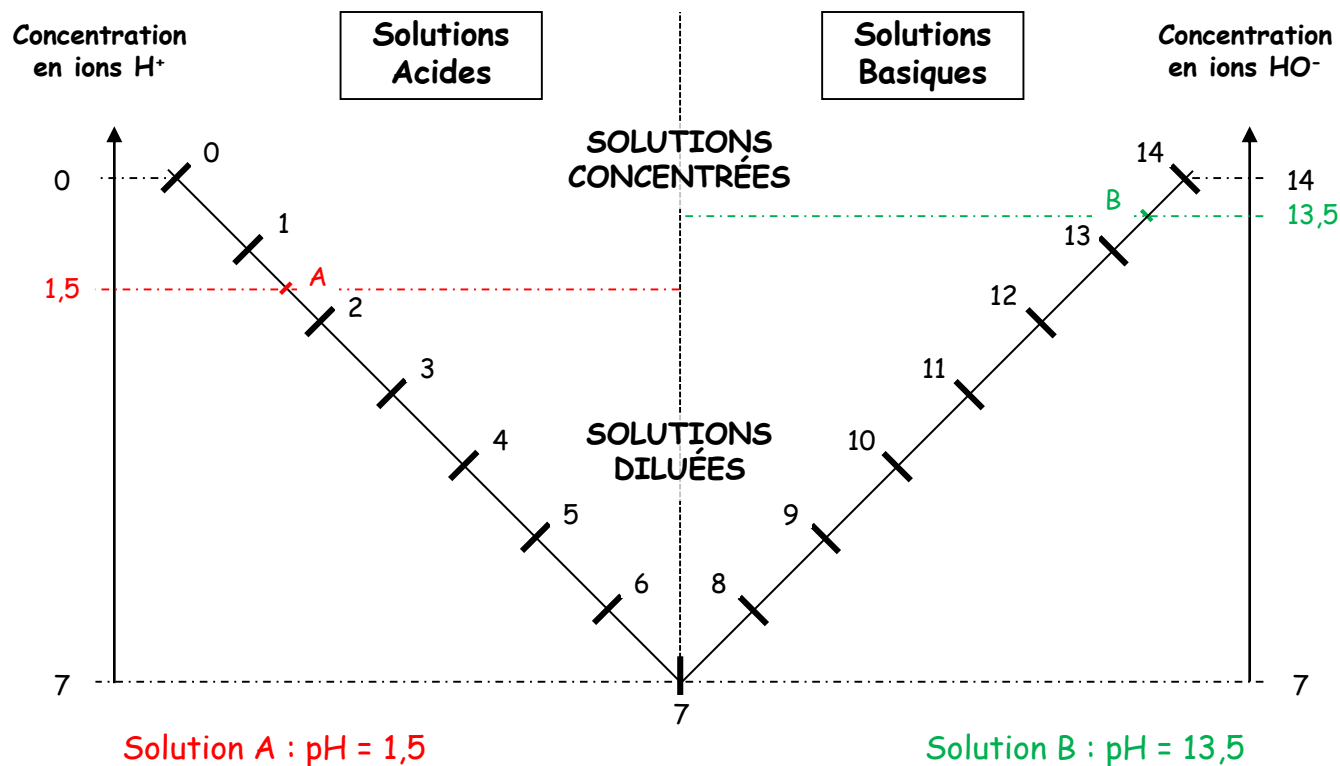 Concentration
en ions H⁺
Solutions
Acides
Solutions
Basiques
Concentration
en ions HO⁻
SOLUTIONS
CONCENTRÉES
0
0
14
14
B
13,5
1
13
1,5
A
2
12
3
11
SOLUTIONS
DILUÉES
4
10
5
9
6
8
7
7
7
Solution A : pH = 1,5
Solution B : pH = 13,5